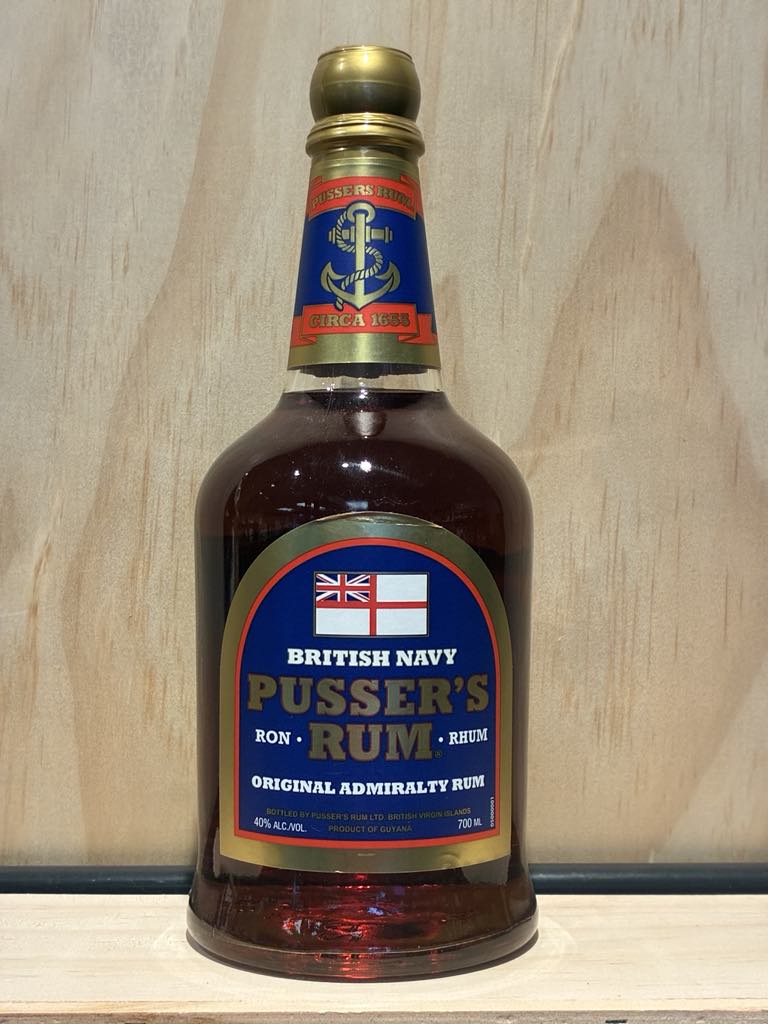 PUSSERS RUM
CIRCA 1655
BRITISH NAVY
PUSSER'S
RON · RUM® · RHUM
ORIGINAL ADMIRALTY RUM
BOTTLED BY PUSSER'S RUM LTD. BRITISH VIRGIN ISLANDS
40% ALC./VOL. PRODUCT OF GUYANA 700 ML